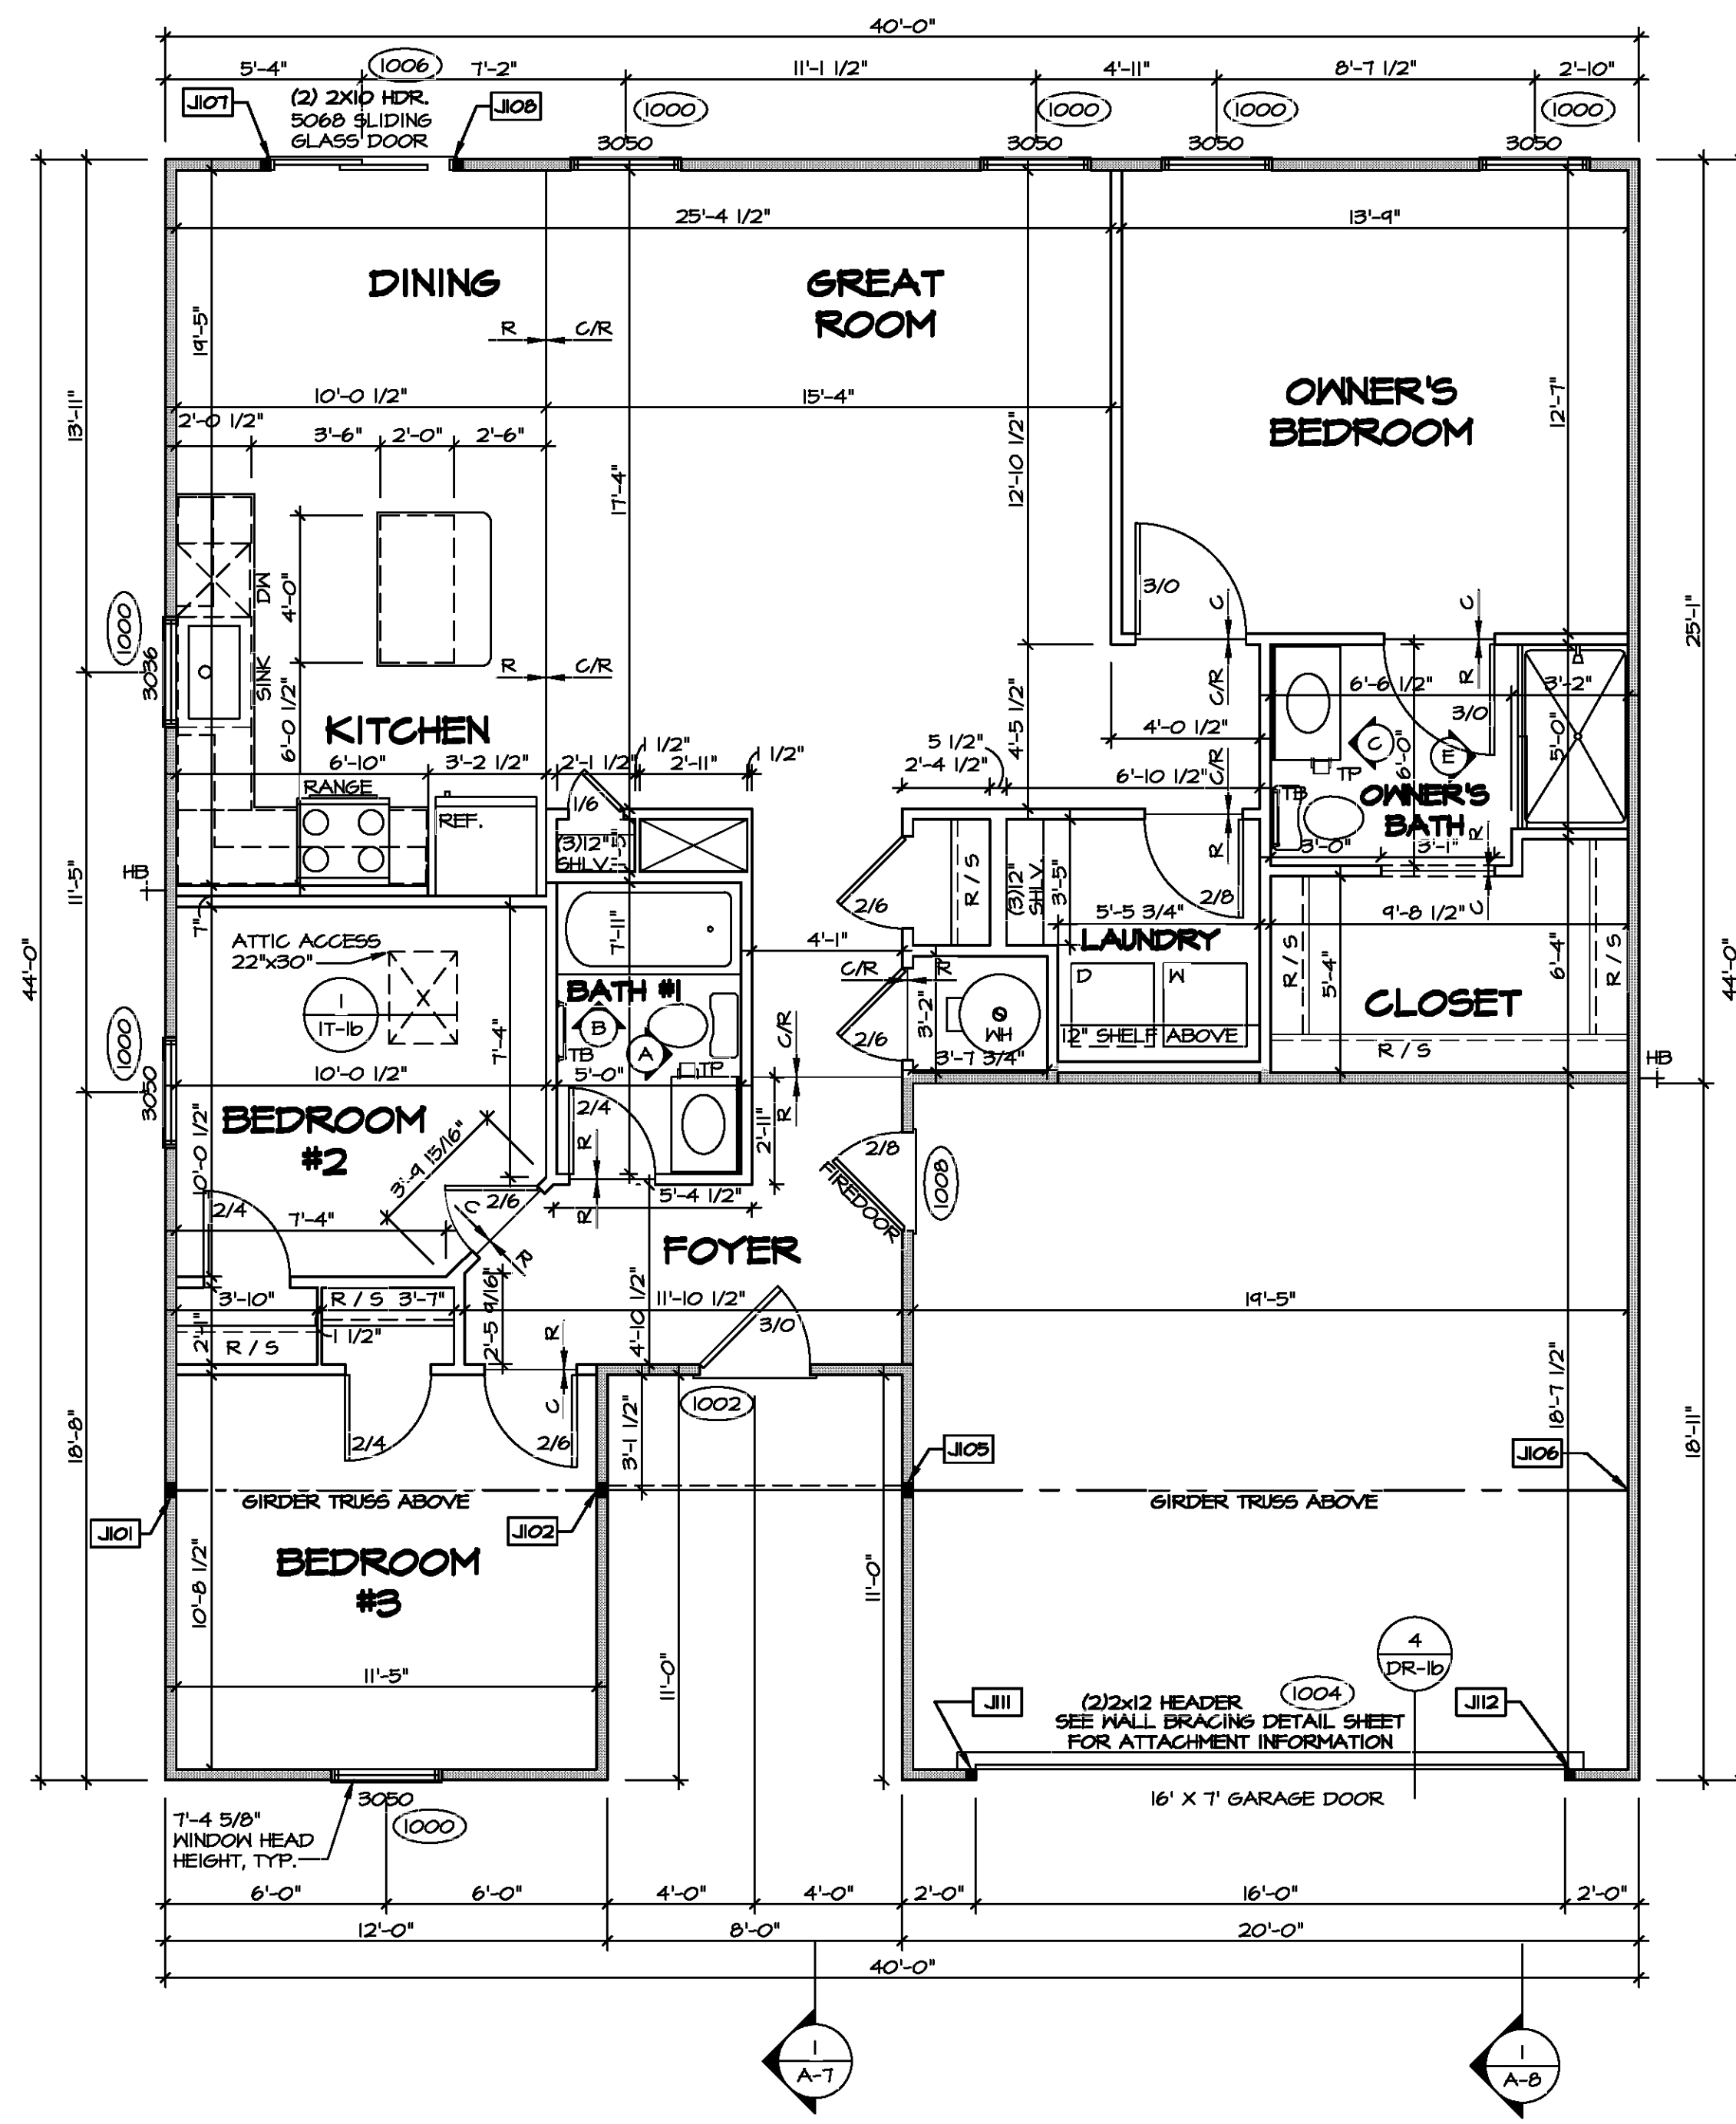 40'-0"
5'-4"
1006
7'-2"
11'-1 1/2"
4'-11"
8'-7 1/2"
2'-10"
J107
(2) 2X10 HDR.
5068 SLIDING
GLASS DOOR
J108
1000
1000
1000
1000
3050
3050
3050
3050
25'-4 1/2"
13'-9"
DINING
GREAT
ROOM
19'-5"
R
C/R
OWNER'S
BEDROOM
12'-7"
13'-11"
10'-0 1/2"
15'-4"
2'-0 1/2"
3'-6"
2'-0"
2'-6"
17'-4"
12'-10 1/2"
DW
4'-0"
3/0
C
C
25'-1"
1000
3036
SINK
R
C/R
C/R
R
6'-6 1/2"
3'-2"
6'-0 1/2"
KITCHEN
4'-5 1/2"
4'-0 1/2"
3/0
C
E
6'-0"
5'-0"
1 1/2"
1 1/2"
5 1/2"
6'-10"
3'-2 1/2"
2'-1 1/2"
2'-11"
2'-4 1/2"
6'-10 1/2"
C/R
TP
RANGE
1/6
TB
OWNER'S
BATH
REF.
(3)12"
SHLV.
R
R
3'-0"
3'-1"
11'-5"
HB
R / S
(3)12"
SHLV.
3'-5"
2/6
2/8
C
7"
5'-5 3/4"
9'-8 1/2"
ATTIC ACCESS
22"x30"
7'-11"
4'-1"
LAUNDRY
R / S
5'-4"
6'-4"
R / S
44'-0"
44'-0"
C/R
R
D
W
BATH #1
CLOSET
1
1T-1b
X
B
A
TB
TP
7'-4"
C/R
3'-2"
WH
2/6
12" SHELF ABOVE
R / S
1000
3050
10'-0 1/2"
5'-0"
3'-7 3/4"
HB
2/4
R
R
2'-11"
BEDROOM
#2
3'-9 15/16"
10'-0 1/2"
2/8
FIREDOOR
1008
2/4
7'-4"
2/6
C
R
R
5'-4 1/2"
FOYER
3'-10"
R / S
3'-7"
2'-5 9/16"
4'-10 1/2"
11'-10 1/2"
19'-5"
2'-1"
1 1/2"
R / S
R
3/0
1002
C
18'-8"
2/4
2/6
3'-1 1/2"
18'-7 1/2"
18'-11"
J105
J106
GIRDER TRUSS ABOVE
GIRDER TRUSS ABOVE
J101
J102
BEDROOM
#3
10'-8 1/2"
11'-0"
11'-0"
11'-5"
4
DR-1b
J111
(2)2x12 HEADER
1004
J112
SEE WALL BRACING DETAIL SHEET
FOR ATTACHMENT INFORMATION
3050
1000
16' X 7' GARAGE DOOR
7'-4 5/8"
WINDOW HEAD
HEIGHT, TYP.
6'-0"
6'-0"
4'-0"
4'-0"
2'-0"
16'-0"
2'-0"
12'-0"
8'-0"
20'-0"
40'-0"
1
A-7
1
A-8